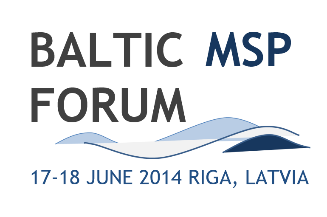 BALTIC MSP
FORUM
17-18 JUNE 2014 RIGA, LATVIA